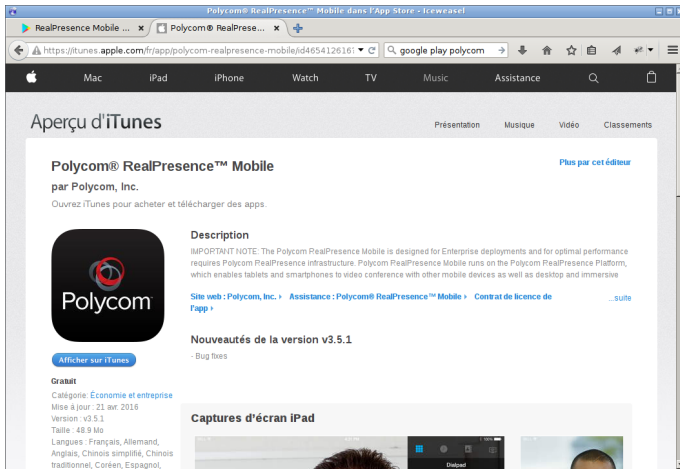 Polycom® RealPresence™ Mobile dans l'App Store - Iceweasel
RealPresence Mobile ... Polycom® RealPrese...
https://itunes.apple.com/fr/app/polycom-realpresence-mobile/id4654126167 google play polycom
Mac iPad iPhone Watch TV Music Assistance
Aperçu d'iTunes
Présentation Musique Vidéo Classements
Polycom® RealPresence™ Mobile
Plus par cet éditeur
par Polycom, Inc.
Ouvrez iTunes pour acheter et télécharger des apps.
Polycom
Afficher sur iTunes
Gratuit
Catégorie: Économie et entreprise
Mise à jour : 21 avr. 2016
Version : v3.5.1
Taille : 48.9 Mo
Langues : Français, Allemand,
Anglais, Chinois simplifié, Chinois
traditionnel, Coréen, Espagnol,
Description
IMPORTANT NOTE: The Polycom RealPresence Mobile is designed for Enterprise deployments and for optimal performance
requires Polycom RealPresence infrastructure. Polycom RealPresence Mobile runs on the Polycom RealPresence Platform,
which enables tablets and smartphones to video conference with other mobile devices as well as desktop and immersive
Site web : Polycom, Inc. Assistance : Polycom® RealPresence™ Mobile Contrat de licence de
l'app
...suite
Nouveautés de la version v3.5.1
- Bug fixes
Captures d'écran iPad
Dialpad